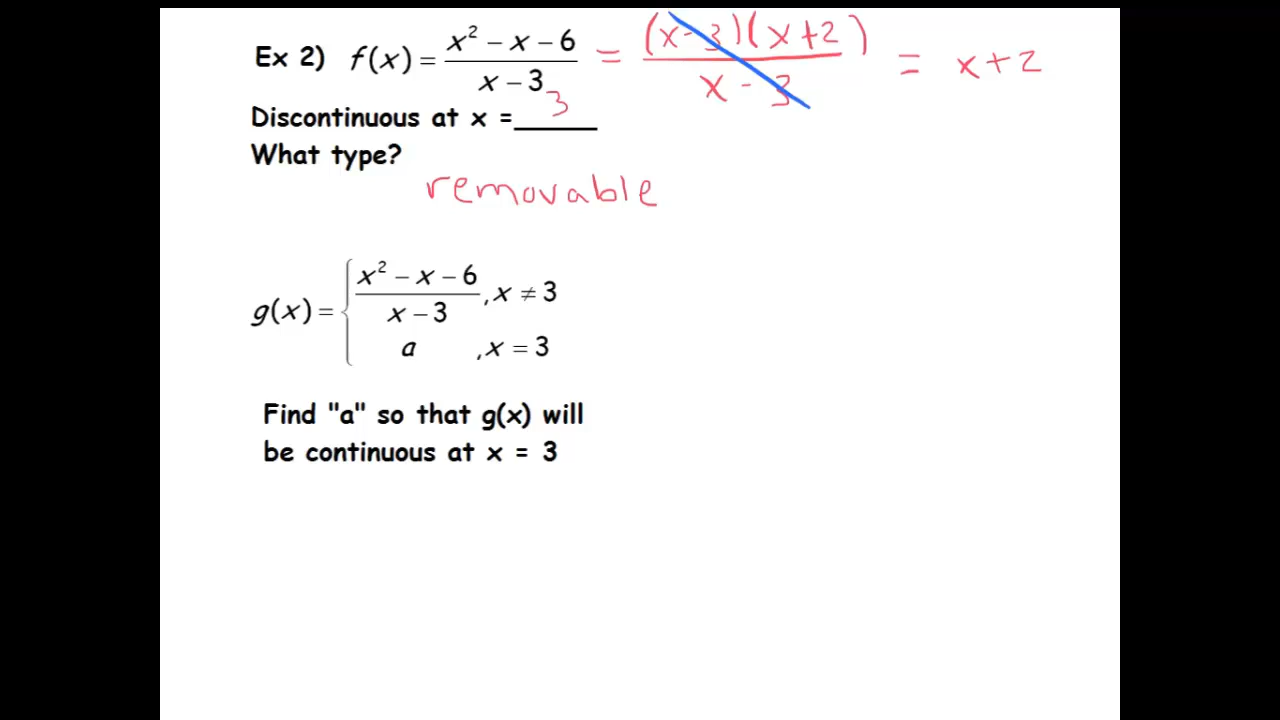 Ex 2) f(x) = (x² − x − 6)/(x − 3) = (x-3)(x+2)/(x-3) = x+2
Discontinuous at x = 3
What type?
removable
g(x) = { (x² − x − 6)/(x − 3) , x ≠ 3
a , x = 3
Find "a" so that g(x) will
be continuous at x = 3